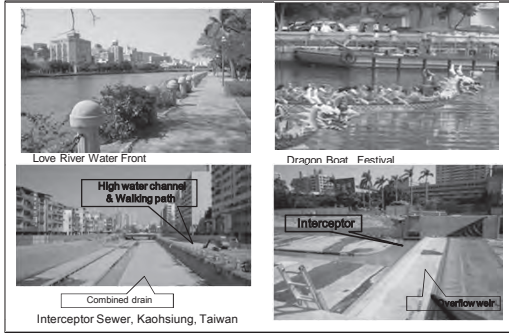 Love River Water Front
Dragon Boat Festival
High water channel
& Walking path
Combined drain
Interceptor
Overflow weir
Interceptor Sewer, Kaohsiung, Taiwan